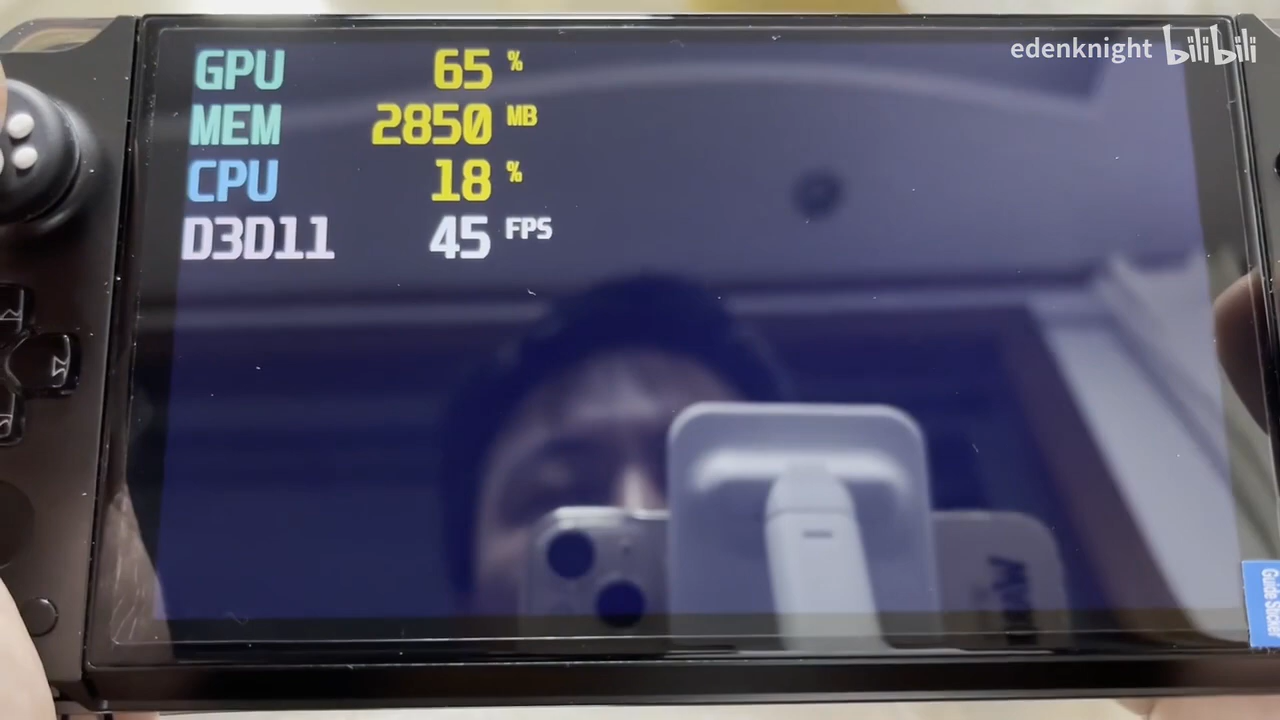 edenknight bilibili
GPU 65 %
MEM 2850 MB
CPU 18 %
D3D11 45 FPS
Guide Sticker